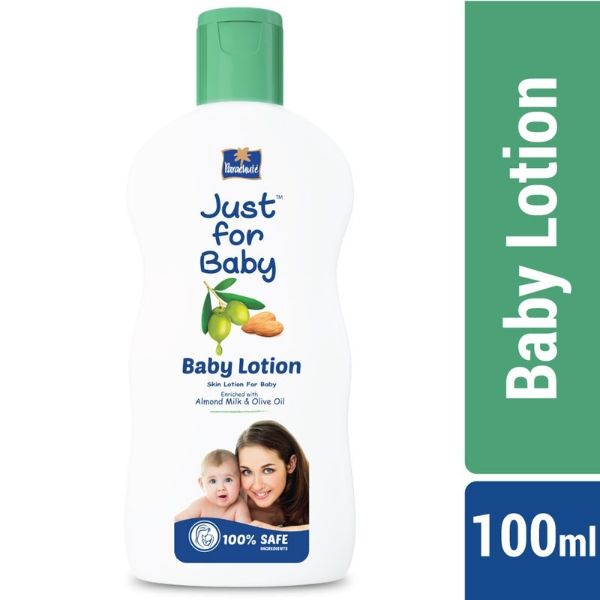 Parachute
Just™
for
Baby
Baby Lotion
Skin Lotion For Baby
Enriched with
Almond Milk & Olive Oil
100% SAFE
INGREDIENTS
Baby Lotion
100ml